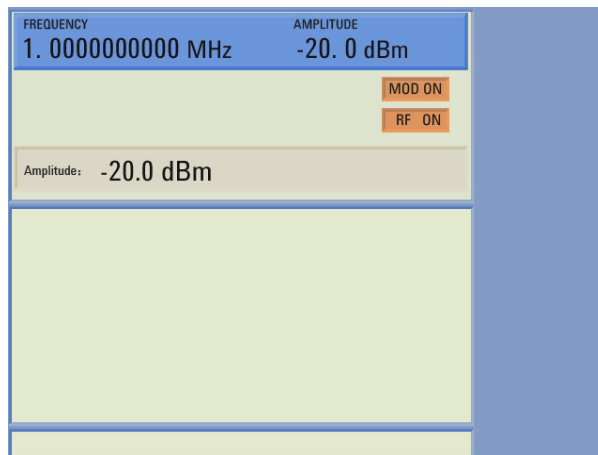 FREQUENCY AMPLITUDE
1. 0000000000 MHz -20. 0 dBm
MOD ON
RF ON
Amplitude: -20.0 dBm